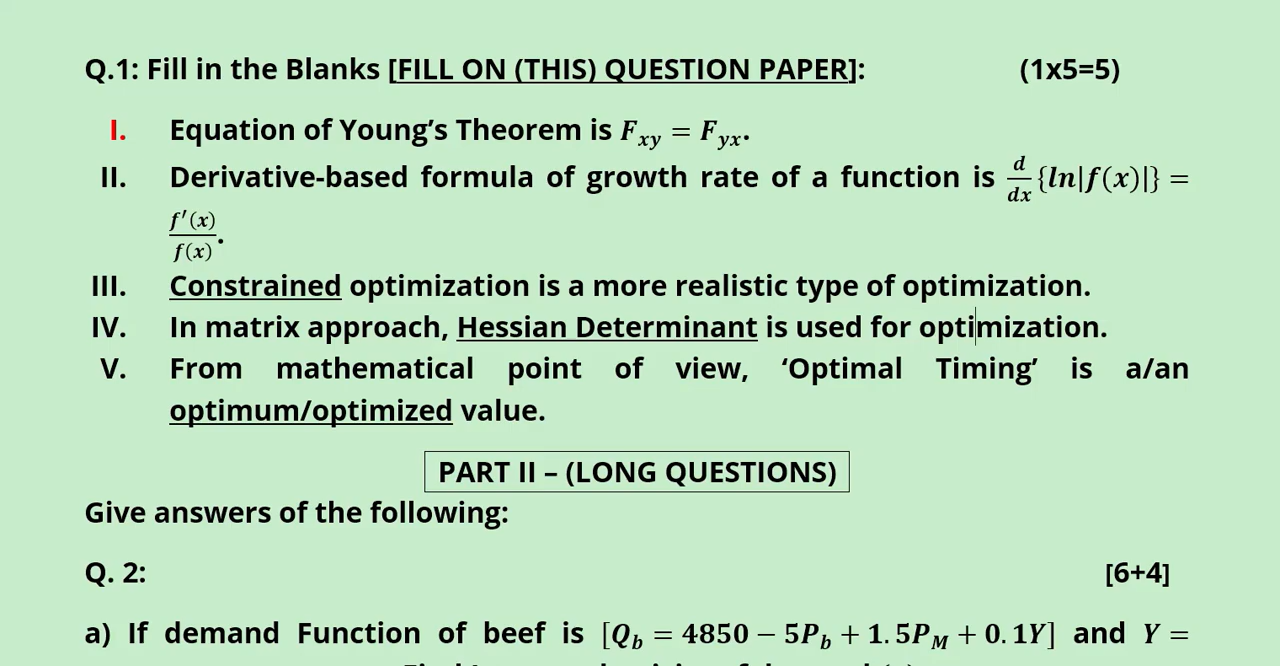 Q.1: Fill in the Blanks [FILL ON (THIS) QUESTION PAPER]: (1x5=5)
I. Equation of Young’s Theorem is F_xy = F_yx.
II. Derivative-based formula of growth rate of a function is d/dx {ln|f(x)|} =
f'(x)/f(x).
III. Constrained optimization is a more realistic type of optimization.
IV. In matrix approach, Hessian Determinant is used for optimization.
V. From mathematical point of view, ‘Optimal Timing’ is a/an
optimum/optimized value.
PART II – (LONG QUESTIONS)
Give answers of the following:
Q. 2: [6+4]
a) If demand Function of beef is [Q_b = 4850 − 5P_b + 1.5P_M + 0.1Y] and Y =